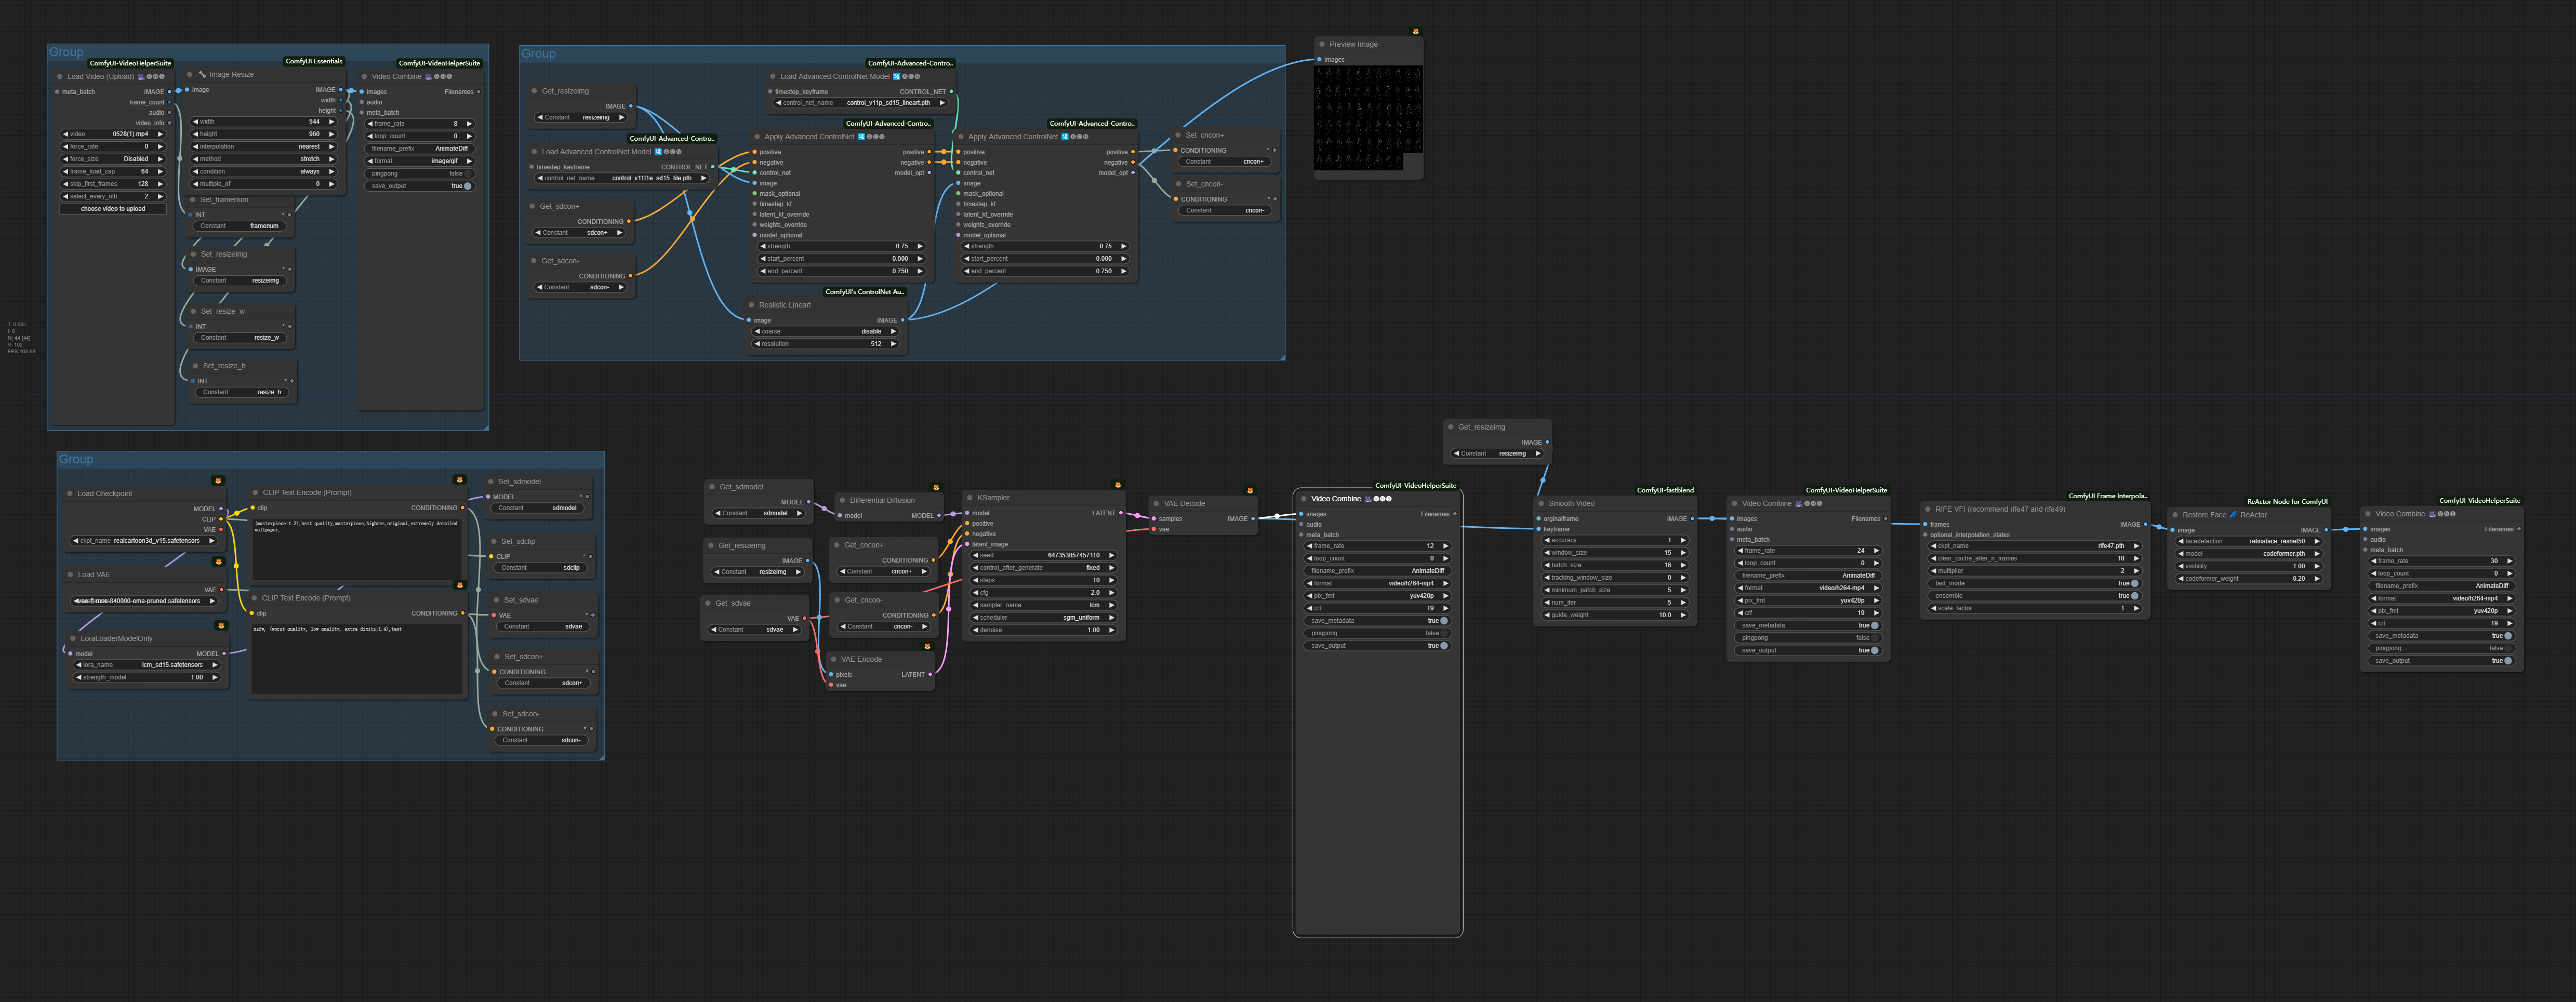 Group
ComfyUI-VideoHelperSuite
Load Video (Upload)
meta_batch IMAGE
frame_count
audio
video_info
video 0528(1).mp4
force_rate 0
force_size Disabled
frame_load_cap 64
skip_first_frames 128
select_every_nth 2
choose video to upload
ComfyUI Essentials
Image Resize
image IMAGE
width
height
width 544
height 960
interpolation nearest
method stretch
condition always
multiple_of 0
Set_framenum
INT
Constant framenum
Set_resizeimg
IMAGE
Constant resizeimg
Set_resize_w
INT
Constant resize_w
Set_resize_h
INT
Constant resize_h
ComfyUI-VideoHelperSuite
Video Combine
images Filenames
audio
meta_batch
frame_rate 8
loop_count 0
filename_prefix AnimateDiff
format image/gif
pingpong false
save_output true
T: 0.00s
I: 0
N: 44 [44]
V: 102
FPS:163.93
Group
Get_resizeimg
IMAGE
Constant resizeimg
ComfyUI-Advanced-Contro..
Load Advanced ControlNet Model
timestep_keyframe CONTROL_NET
control_net_name control_v11f1e_sd15_tile.pth
Get_sdcon+
CONDITIONING
Constant sdcon+
Get_sdcon-
CONDITIONING
Constant sdcon-
ComfyUI-Advanced-Contro..
Load Advanced ControlNet Model
timestep_keyframe CONTROL_NET
control_net_name control_v11p_sd15_lineart.pth
ComfyUI-Advanced-Contro..
Apply Advanced ControlNet
positive positive
negative negative
control_net model_opt
image
mask_optional
timestep_kf
latent_kf_override
weights_override
model_optional
strength 0.75
start_percent 0.000
end_percent 0.750
ComfyUI-Advanced-Contro..
Apply Advanced ControlNet
positive positive
negative negative
control_net model_opt
image
mask_optional
timestep_kf
latent_kf_override
weights_override
model_optional
strength 0.75
start_percent 0.000
end_percent 0.750
ComfyUI's ControlNet Au..
Realistic Lineart
image IMAGE
coarse disable
resolution 512
Set_cncon+
CONDITIONING
Constant cncon+
Set_cncon-
CONDITIONING
Constant cncon-
Preview Image
images
Group
Load Checkpoint
MODEL
CLIP
VAE
ckpt_name realcartoon3d_v15.safetensors
Load VAE
VAE
LoraLoaderModelOnly
model MODEL
lora_name lcm_sd15.safetensors
strength_model 1.00
CLIP Text Encode (Prompt)
clip CONDITIONING
(masterpiece:1.2),best quality,masterpiece,highres,original,extremely detailed
wallpaper,
CLIP Text Encode (Prompt)
clip CONDITIONING
nsfw, (worst quality, low quality, extra digits:1.4),text
Set_sdmodel
MODEL
Constant sdmodel
Set_sdclip
CLIP
Constant sdclip
Set_sdvae
VAE
Constant sdvae
Set_sdcon+
CONDITIONING
Constant sdcon+
Set_sdcon-
CONDITIONING
Constant sdcon-
Get_sdmodel
MODEL
Constant sdmodel
Get_resizeimg
IMAGE
Constant resizeimg
Get_sdvae
VAE
Constant sdvae
Differential Diffusion
model MODEL
Get_cncon+
CONDITIONING
Constant cncon+
Get_cncon-
CONDITIONING
Constant cncon-
VAE Encode
pixels LATENT
vae
KSampler
model LATENT
positive
negative
latent_image
seed 647353857457110
control_after_generate fixed
steps 10
cfg 2.0
sampler_name lcm
scheduler sgm_uniform
denoise 1.00
VAE Decode
samples IMAGE
vae
ComfyUI-VideoHelperSuite
Video Combine
images Filenames
audio
meta_batch
frame_rate 12
loop_count 0
filename_prefix AnimateDiff
format video/h264-mp4
pix_fmt yuv420p
crf 19
save_metadata true
pingpong false
save_output true
Get_resizeimg
IMAGE
Constant resizeimg
ComfyUI-fastblend
Smooth Video
orginalframe IMAGE
keyframe
accuracy 1
window_size 15
batch_size 16
tracking_window_size 0
minimum_patch_size 5
num_iter 5
guide_weight 10.0
ComfyUI-VideoHelperSuite
Video Combine
images Filenames
audio
meta_batch
frame_rate 24
loop_count 0
filename_prefix AnimateDiff
format video/h264-mp4
pix_fmt yuv420p
crf 19
save_metadata true
pingpong false
save_output true
ComfyUI Frame Interpola..
RIFE VFI (recommend rife47 and rife49)
frames IMAGE
optional_interpolation_states
ckpt_name rife47.pth
clear_cache_after_n_frames 10
multiplier 2
fast_mode true
ensemble true
scale_factor 1
ReActor Node for ComfyUI
Restore Face ReActor
image IMAGE
facedetection retinaface_resnet50
model codeformer.pth
visibility 1.00
codeformer_weight 0.20
ComfyUI-VideoHelperSuite
Video Combine
images Filenames
audio
meta_batch
frame_rate 30
loop_count 0
filename_prefix AnimateDiff
format video/h264-mp4
pix_fmt yuv420p
crf 19
save_metadata true
pingpong false
save_output true